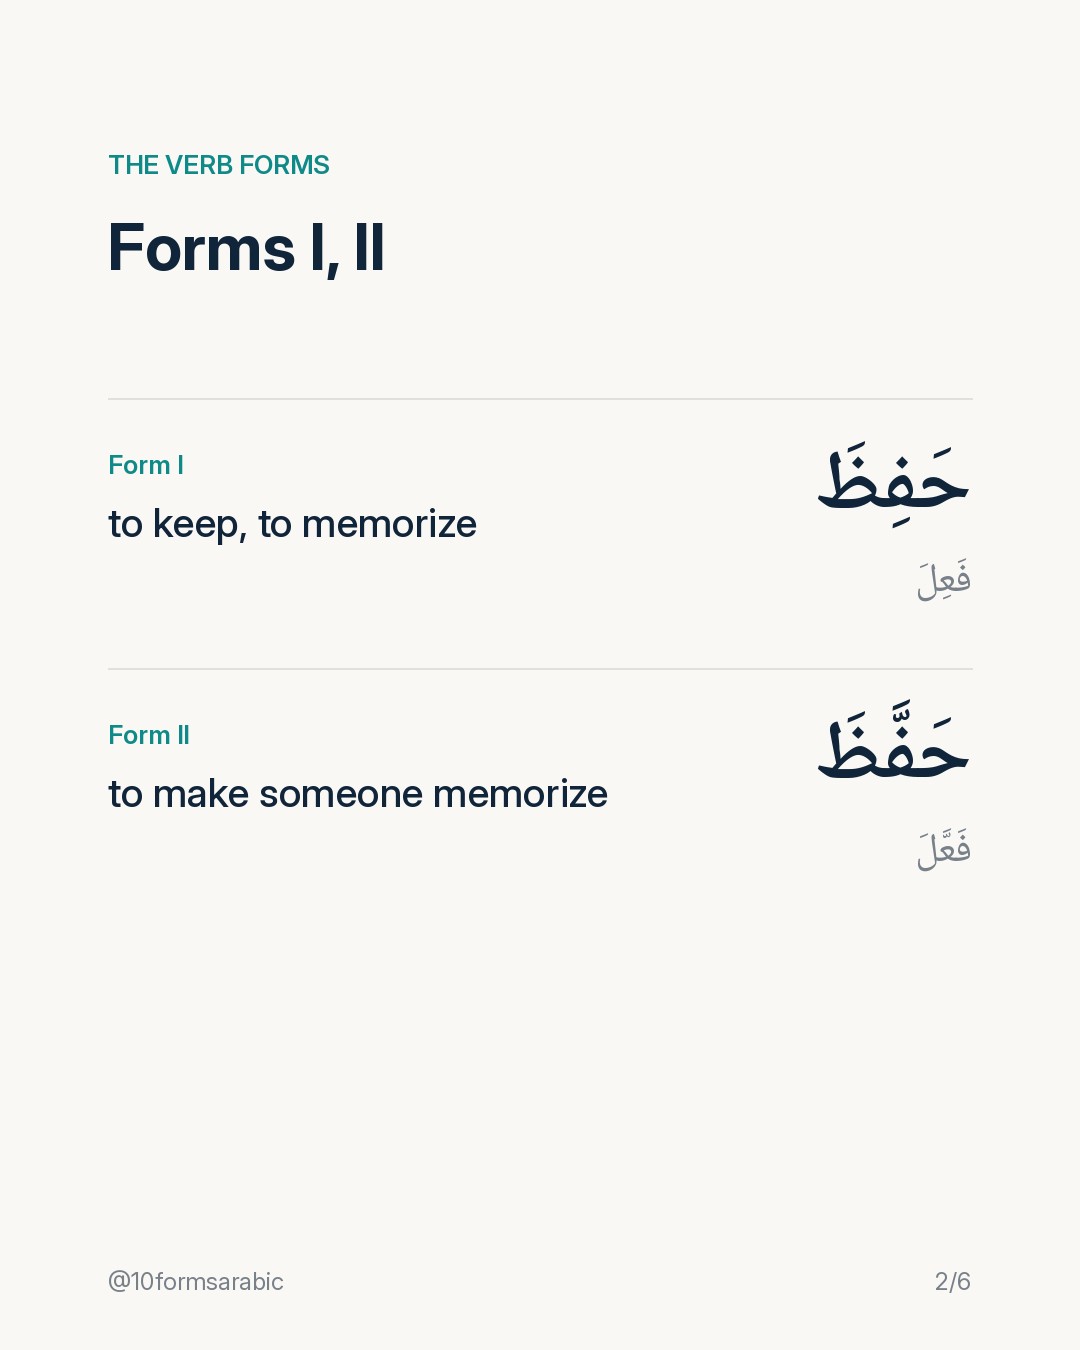 THE VERB FORMS
Forms I, II
Form I
to keep, to memorize
حَفِظَ
فَعِلَ
Form II
to make someone memorize
حَفَّظَ
فَعَّلَ
@10formsarabic
2/6